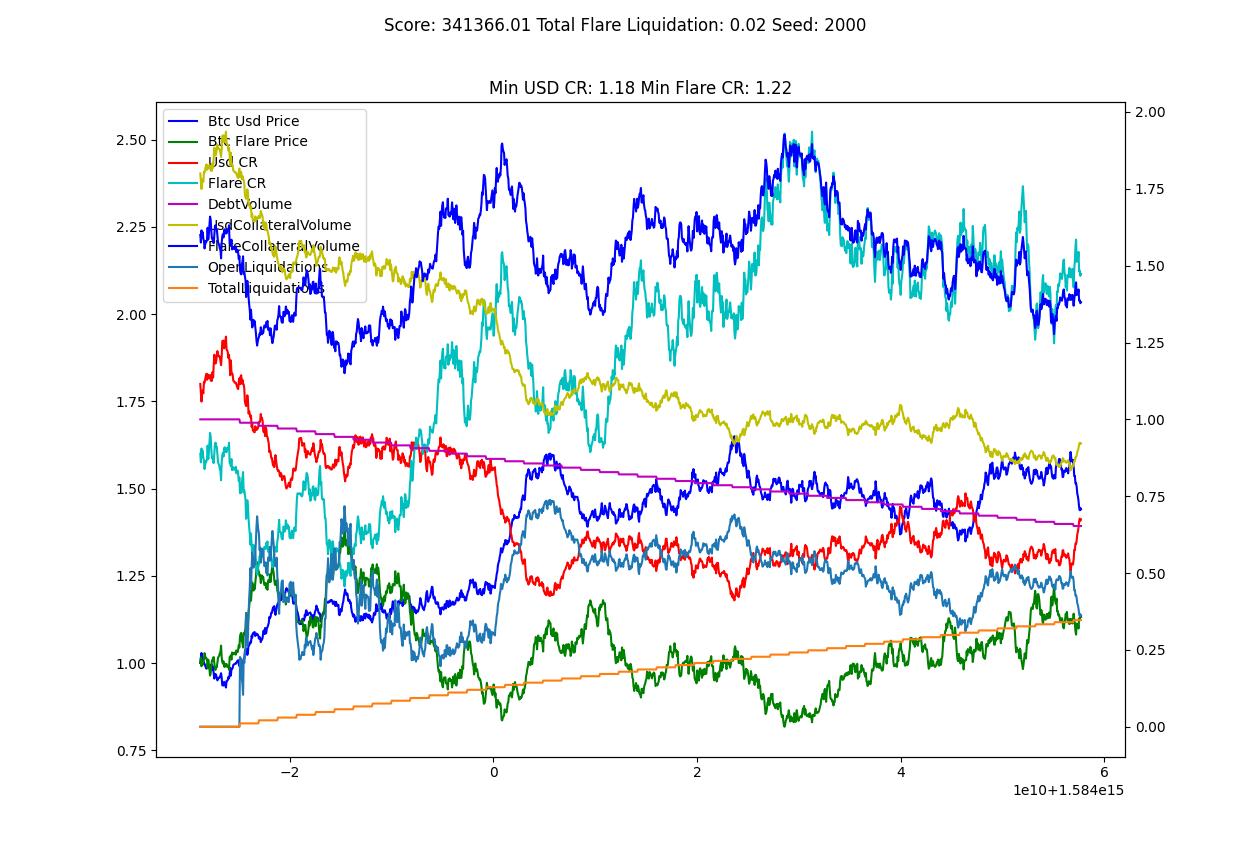 Score: 341366.01 Total Flare Liquidation: 0.02 Seed: 2000
Min USD CR: 1.18 Min Flare CR: 1.22
Btc Usd Price
Btc Flare Price
Usd CR
Flare CR
DebtVolume
UsdCollateralVolume
FlareCollateralVolume
OpenLiquidations
TotalLiquidations
2.50
2.25
2.00
1.75
1.50
1.25
1.00
0.75
2.00
1.75
1.50
1.25
1.00
0.75
0.50
0.25
0.00
−2
0
2
4
6
1e10+1.584e15